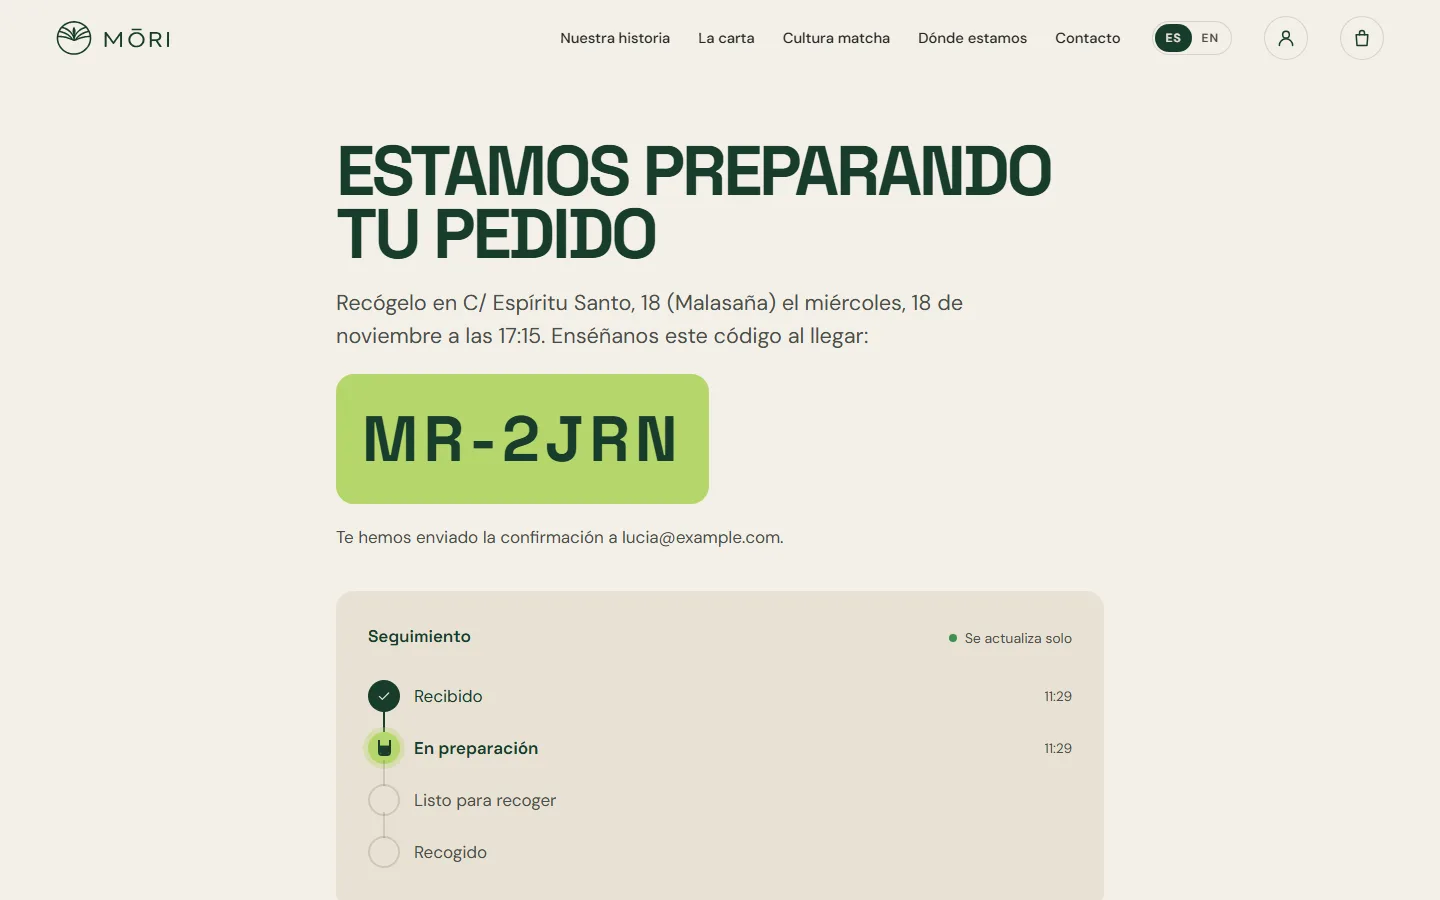 MŌRI
Nuestra historia
La carta
Cultura matcha
Dónde estamos
Contacto
ES
EN
ESTAMOS PREPARANDO
TU PEDIDO
Recógelo en C/ Espíritu Santo, 18 (Malasaña) el miércoles, 18 de
noviembre a las 17:15. Enséñanos este código al llegar:
MR-2JRN
Te hemos enviado la confirmación a lucia@example.com.
Seguimiento
Se actualiza solo
Recibido
11:29
En preparación
11:29
Listo para recoger
Recogido